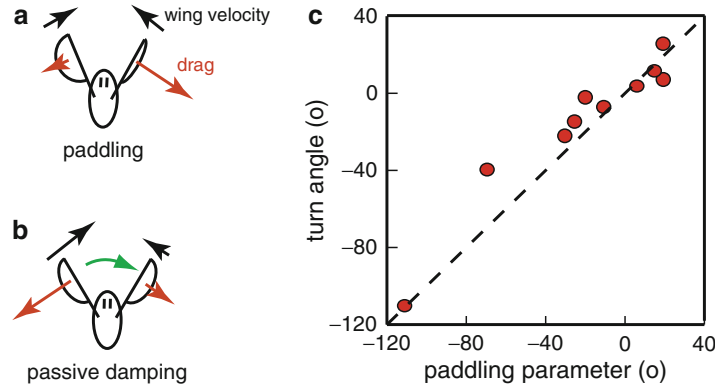 a
wing velocity
drag
paddling
b
passive damping
c
turn angle (o)
40
0
−40
−80
−120
−120
−80
−40
0
40
paddling parameter (o)